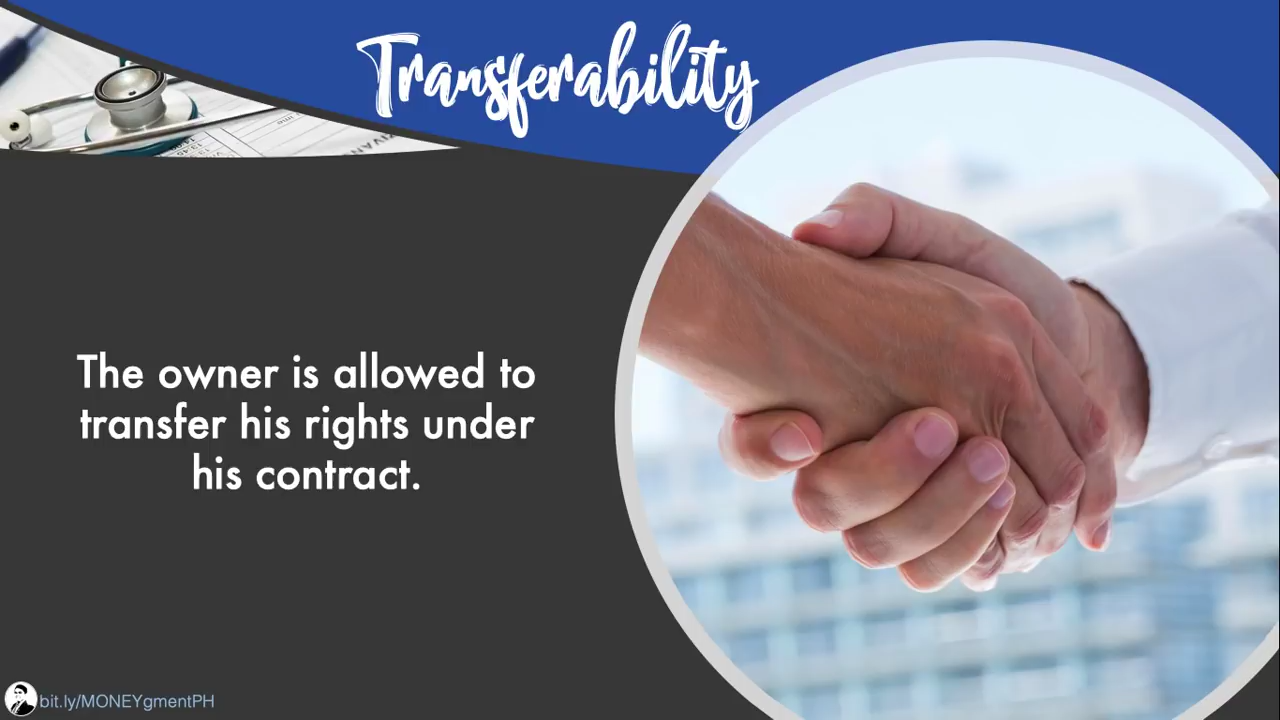 Transferability
The owner is allowed to
transfer his rights under
his contract.
bit.ly/MONEYgmentPH